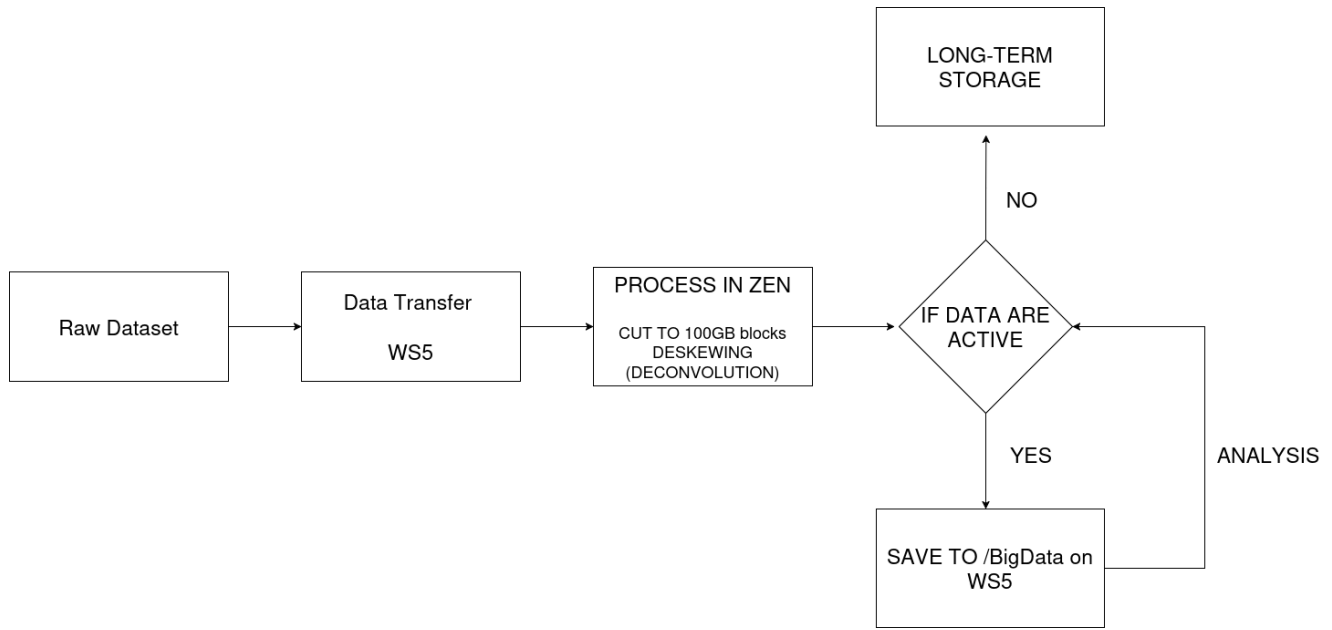 LONG-TERM
STORAGE
NO
Raw Dataset
Data Transfer
WS5
PROCESS IN ZEN
CUT TO 100GB blocks
DESKEWING
(DECONVOLUTION)
IF DATA ARE
ACTIVE
YES
ANALYSIS
SAVE TO /BigData on
WS5